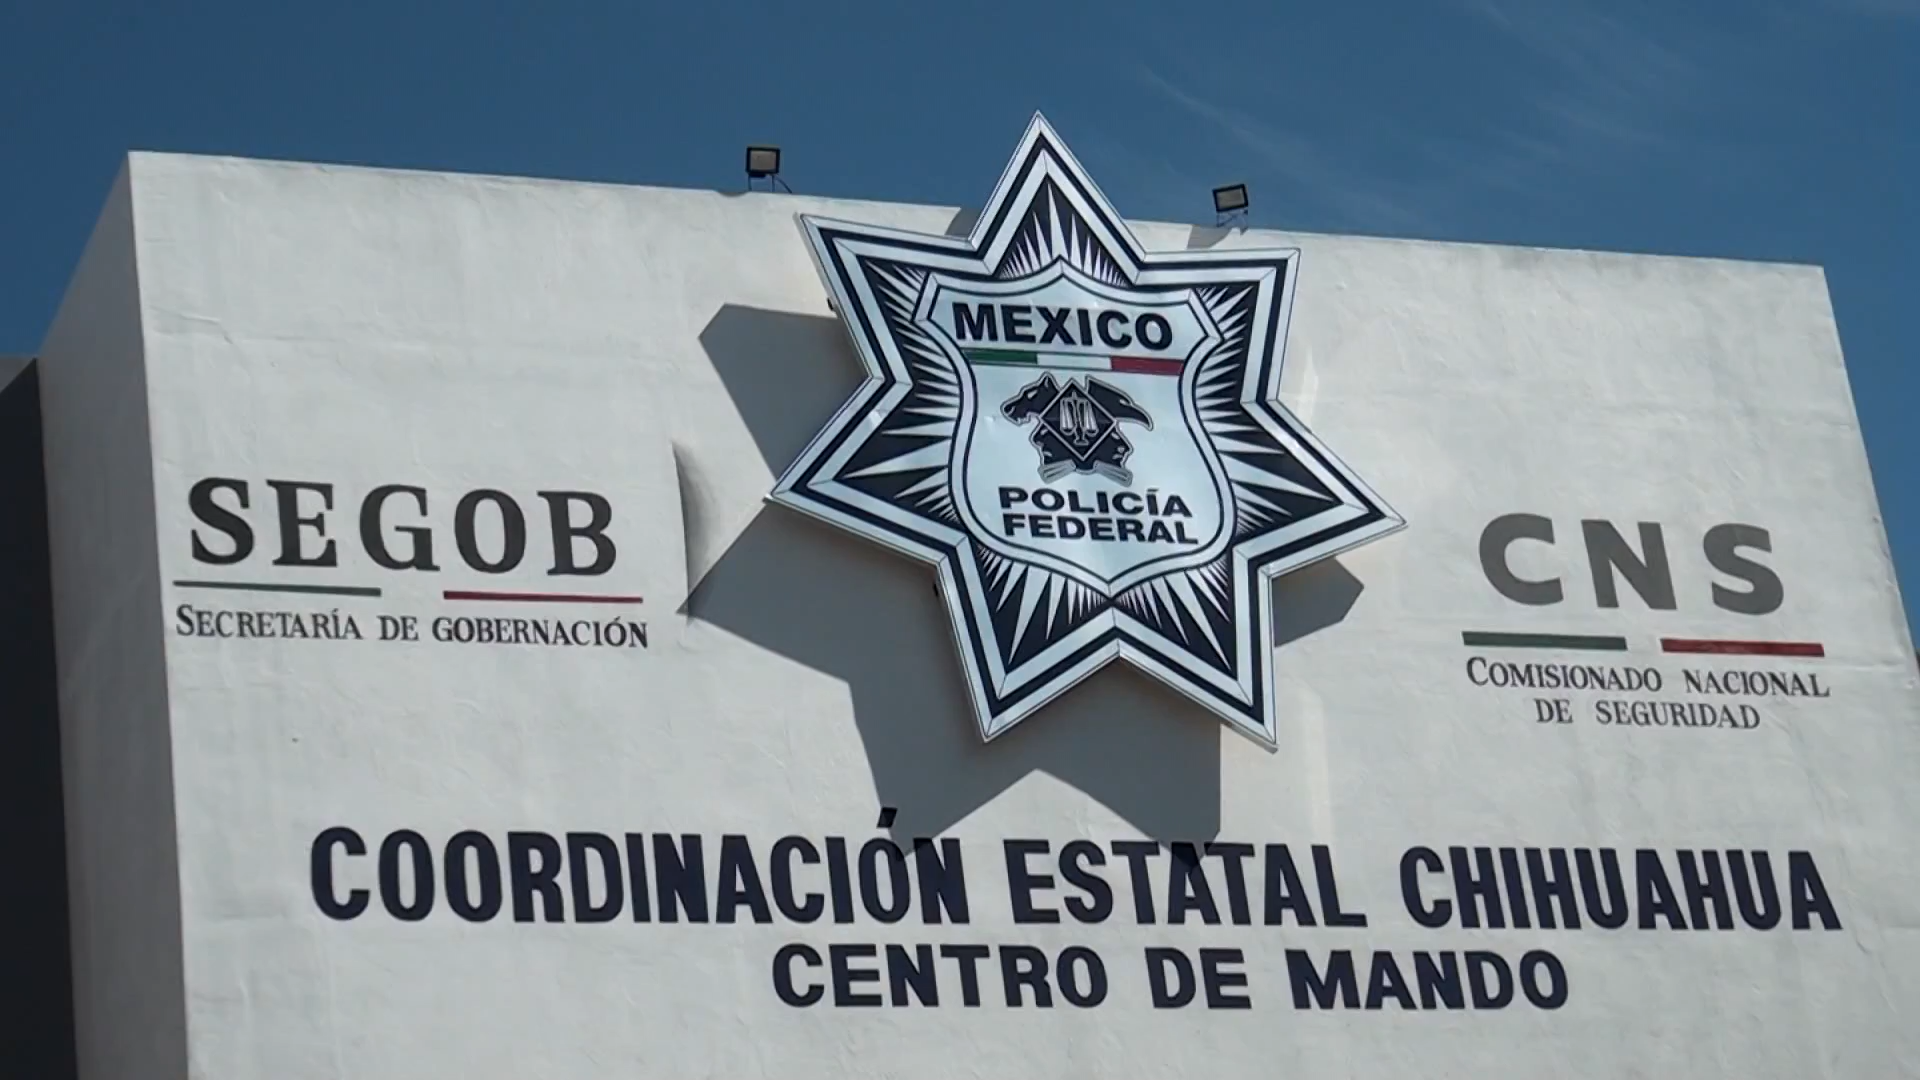 MEXICO
POLICÍA
FEDERAL
SEGOB
SECRETARÍA DE GOBERNACIÓN
CNS
COMISIONADO NACIONAL
DE SEGURIDAD
COORDINACIÓN ESTATAL CHIHUAHUA
CENTRO DE MANDO